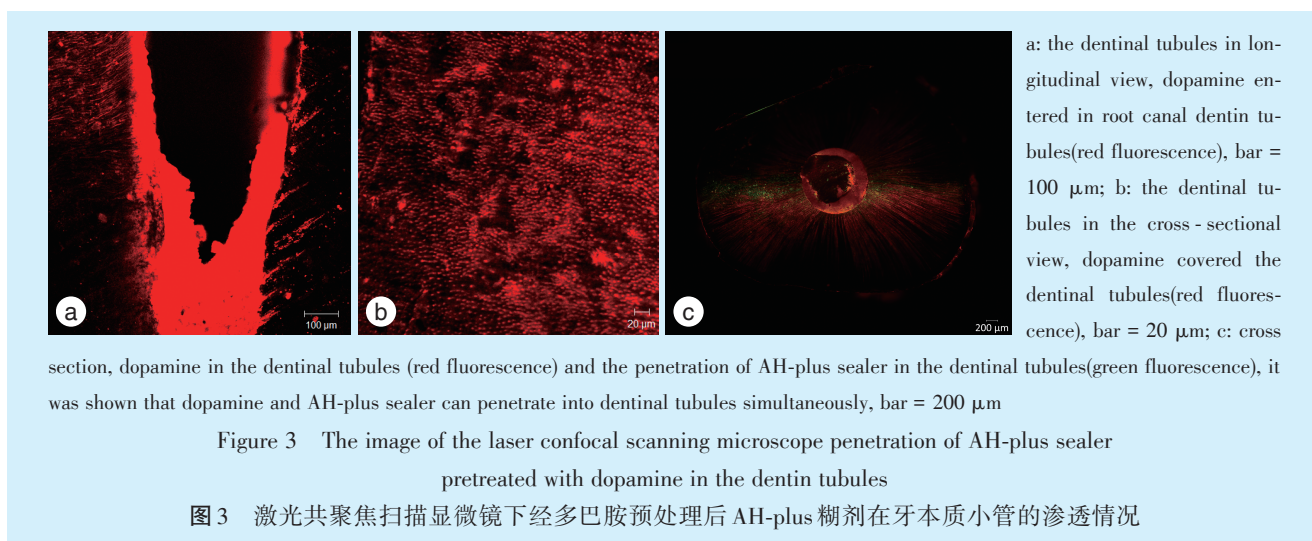 a
100 μm
b
20 μm
c
200 μm
a: the dentinal tubules in lon-
gitudinal view, dopamine en-
tered in root canal dentin tu-
bules(red fluorescence), bar =
100 μm; b: the dentinal tu-
bules in the cross-sectional
view, dopamine covered the
dentinal tubules(red fluores-
cence), bar = 20 μm; c: cross
section, dopamine in the dentinal tubules (red fluorescence) and the penetration of AH-plus sealer in the dentinal tubules(green fluorescence), it
was shown that dopamine and AH-plus sealer can penetrate into dentinal tubules simultaneously, bar = 200 μm
Figure 3 The image of the laser confocal scanning microscope penetration of AH-plus sealer
pretreated with dopamine in the dentin tubules
图3 激光共聚焦扫描显微镜下经多巴胺预处理后AH-plus糊剂在牙本质小管的渗透情况